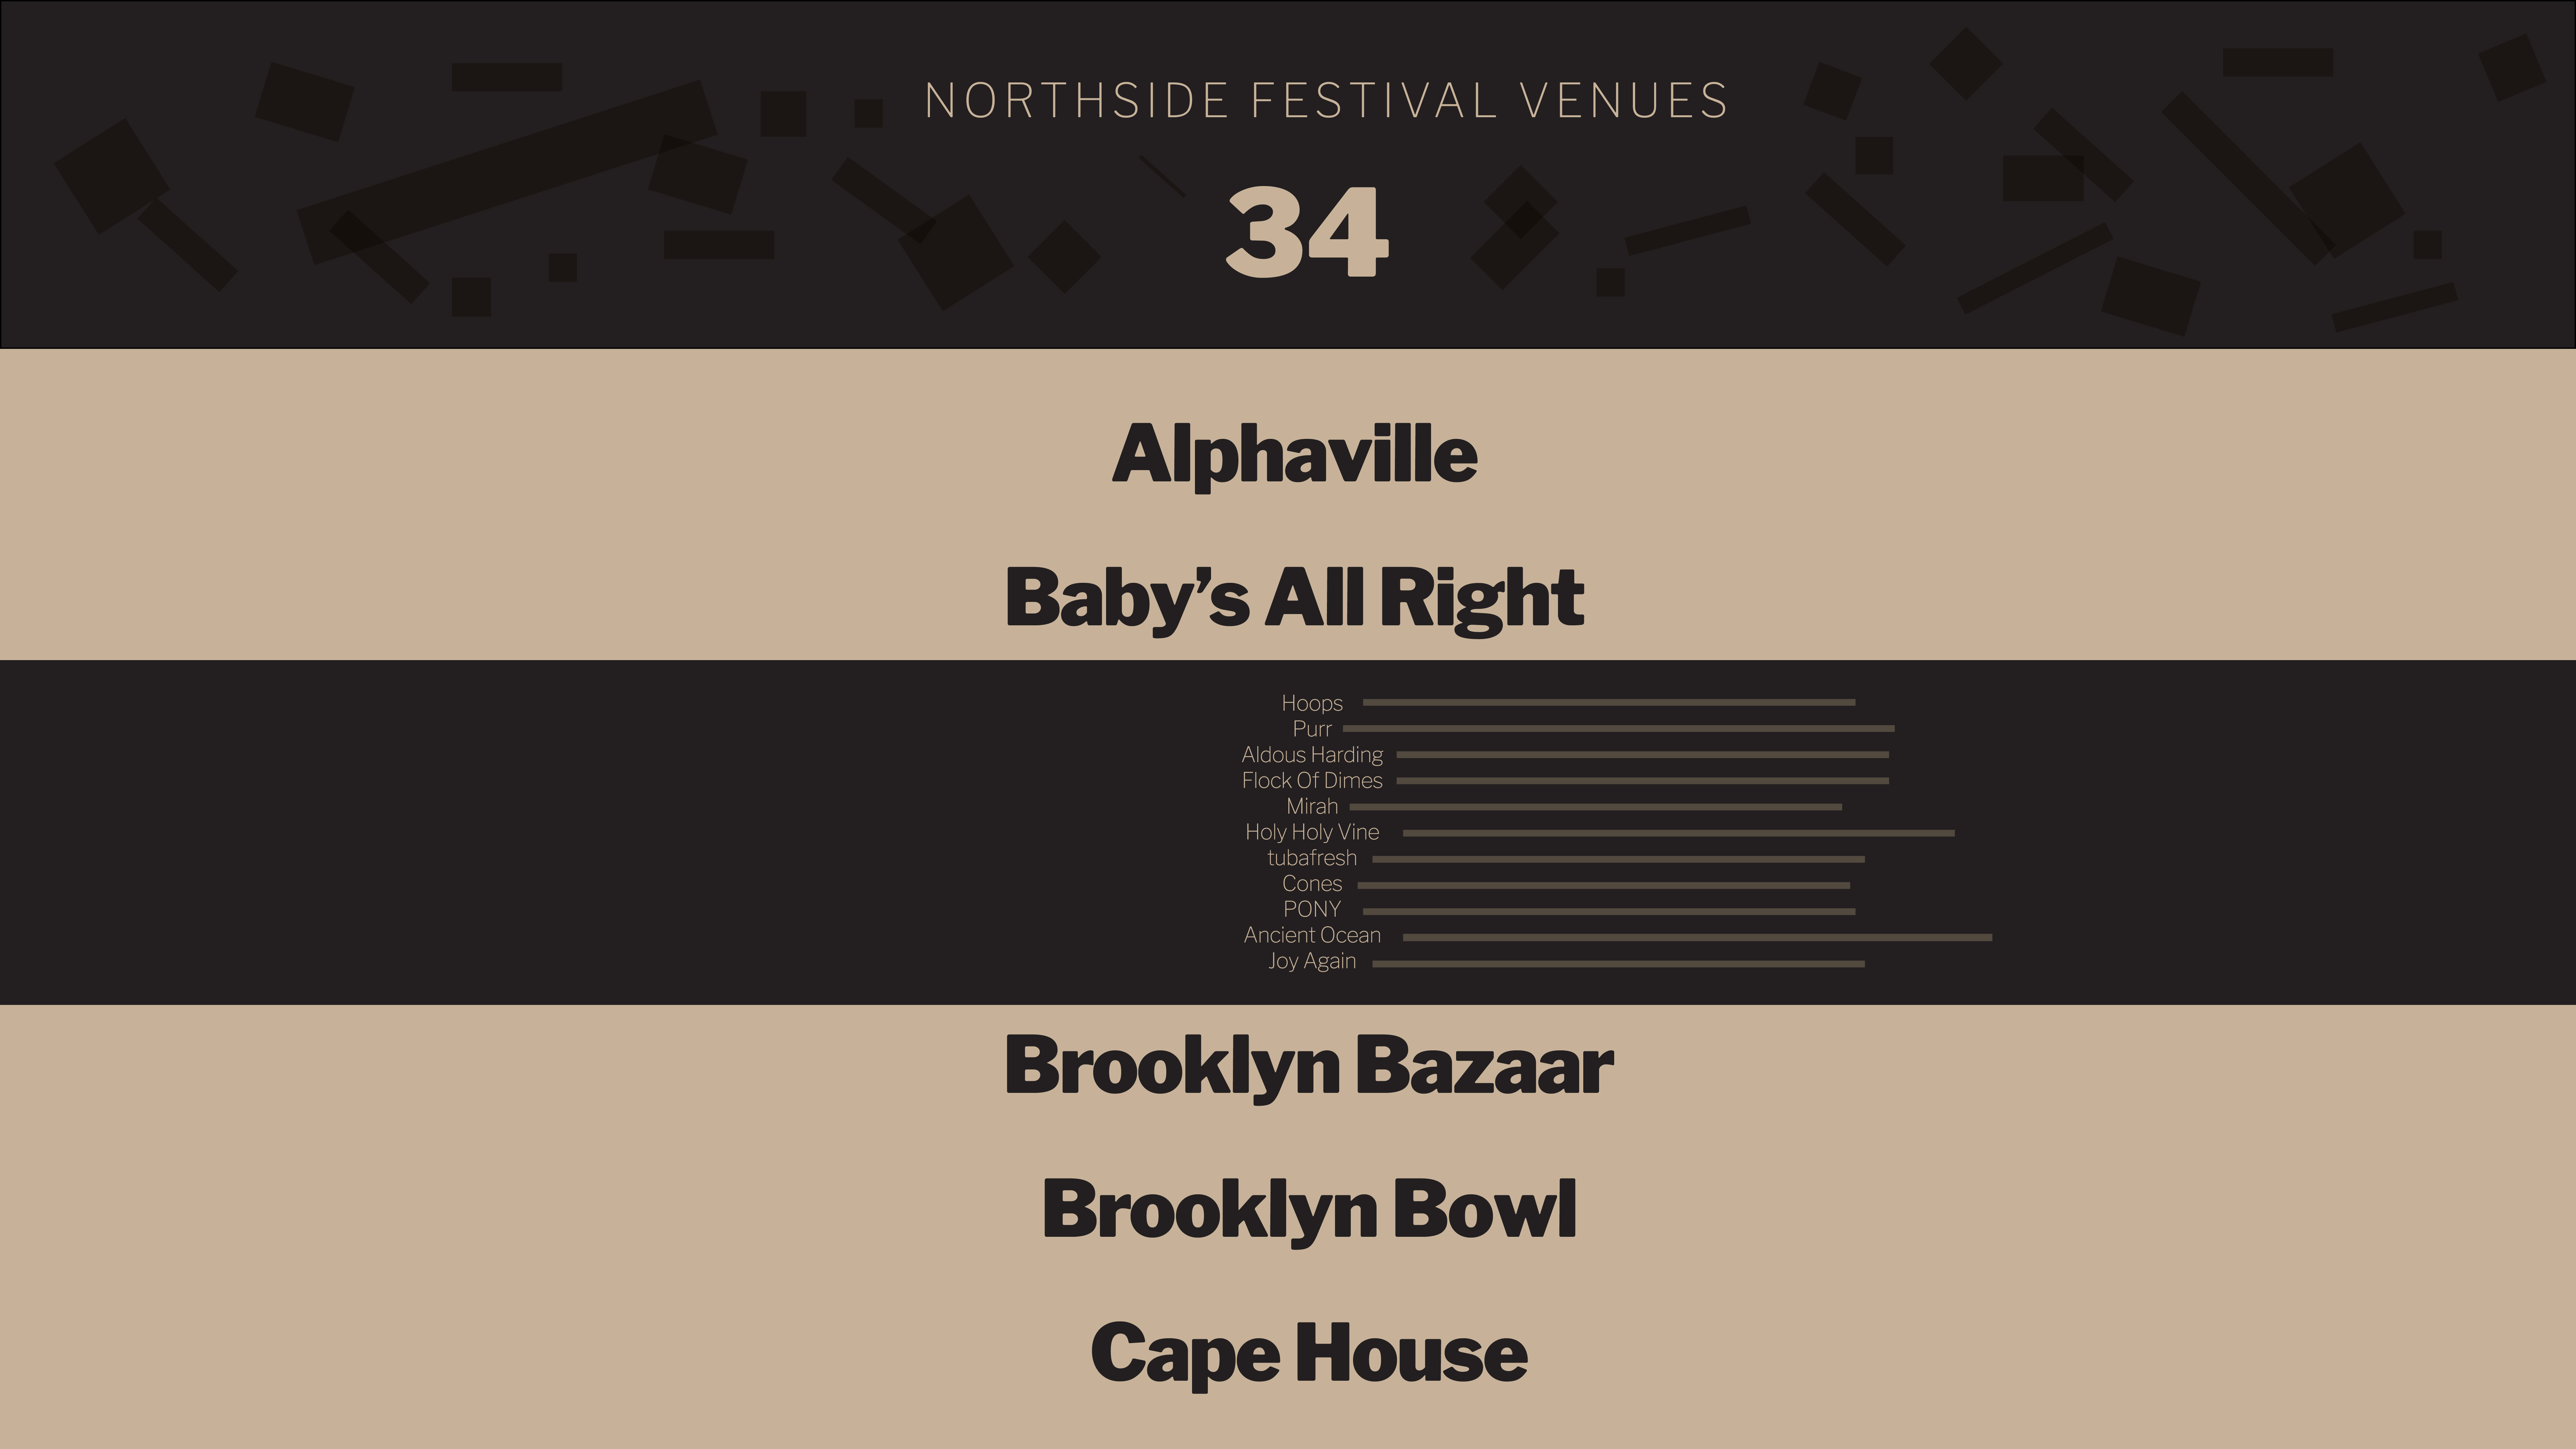 NORTHSIDE FESTIVAL VENUES
34
Alphaville
Baby’s All Right
Hoops
Purr
Aldous Harding
Flock Of Dimes
Mirah
Holy Holy Vine
tubafresh
Cones
PONY
Ancient Ocean
Joy Again
Brooklyn Bazaar
Brooklyn Bowl
Cape House